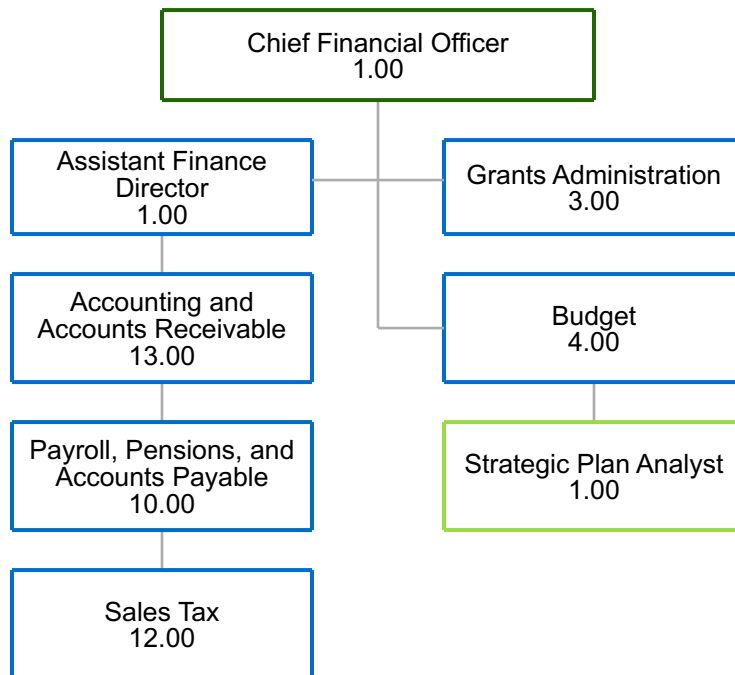 Chief Financial Officer
1.00
Assistant Finance
Director
1.00
Grants Administration
3.00
Accounting and
Accounts Receivable
13.00
Budget
4.00
Payroll, Pensions, and
Accounts Payable
10.00
Strategic Plan Analyst
1.00
Sales Tax
12.00